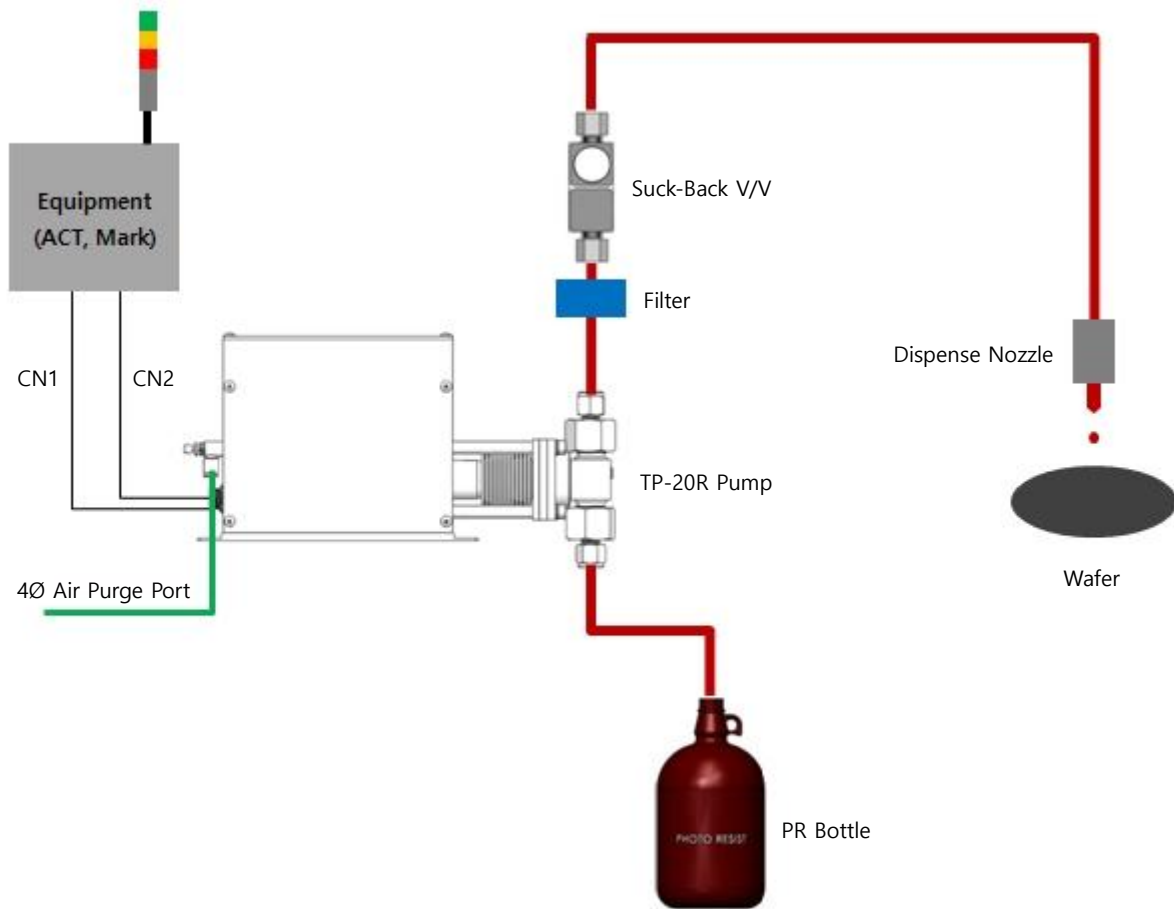 Equipment
(ACT, Mark)
Suck-Back V/V
Filter
Dispense Nozzle
CN1
CN2
TP-20R Pump
4Ø Air Purge Port
Wafer
PHOTO RESIST
PR Bottle